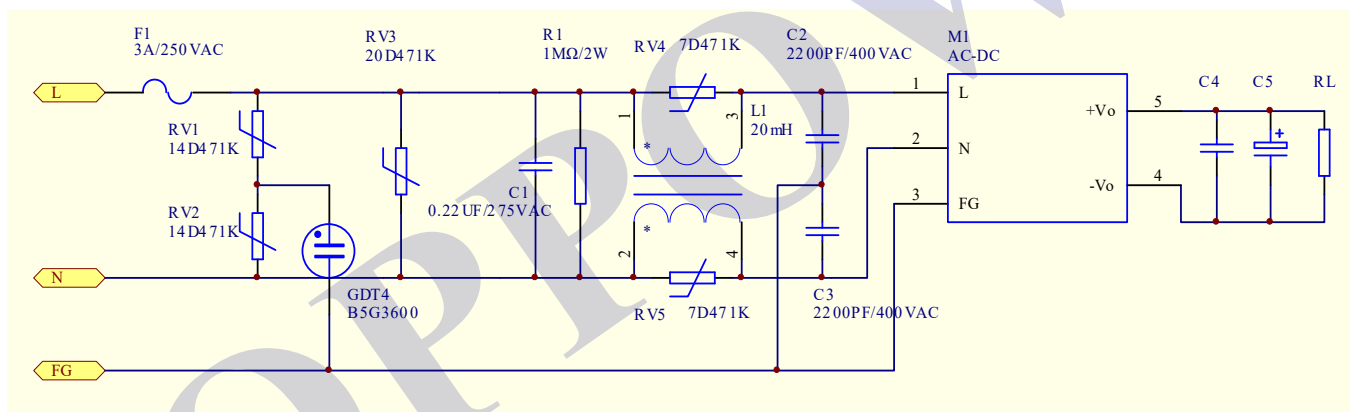 F1
3A/250VAC
RV3
20D471K
R1
1MΩ/2W
RV4
7D471K
C2
2200PF/400VAC
M1
AC-DC
L
1
L
C4
C5
RL
RV1
14D471K
1
3
L1
20mH
+Vo
5
+
*
2
N
C1
0.22UF/275VAC
RV2
14D471K
*
-Vo
4
3
FG
2
4
N
GDT4
B5G3600
RV5
7D471K
C3
2200PF/400VAC
FG